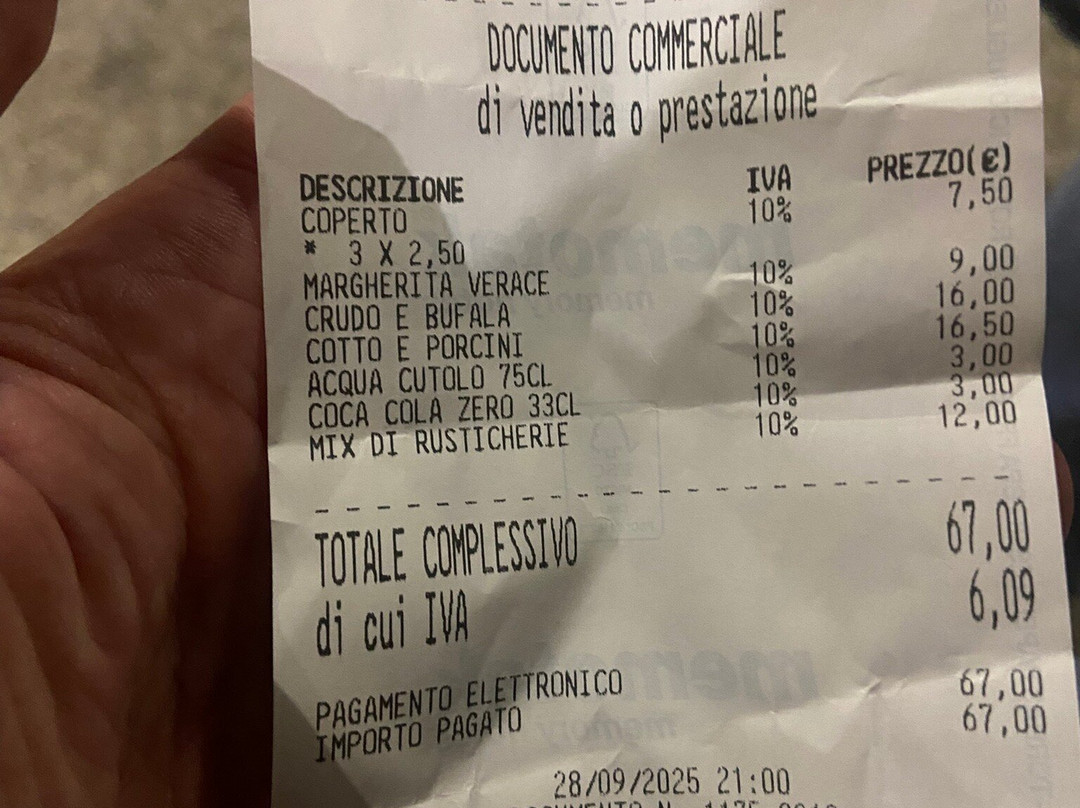 DOCUMENTO COMMERCIALE
di vendita o prestazione
DESCRIZIONE IVA PREZZO(€)
COPERTO 10% 7,50
* 3 X 2,50
MARGHERITA VERACE 10% 9,00
CRUDO E BUFALA 10% 16,00
COTTO E PORCINI 10% 16,50
ACQUA CUTOLO 75CL 10% 3,00
COCA COLA ZERO 33CL 10% 3,00
MIX DI RUSTICHERIE 10% 12,00
TOTALE COMPLESSIVO 67,00
di cui IVA 6,09
PAGAMENTO ELETTRONICO 67,00
IMPORTO PAGATO 67,00
28/09/2025 21:00